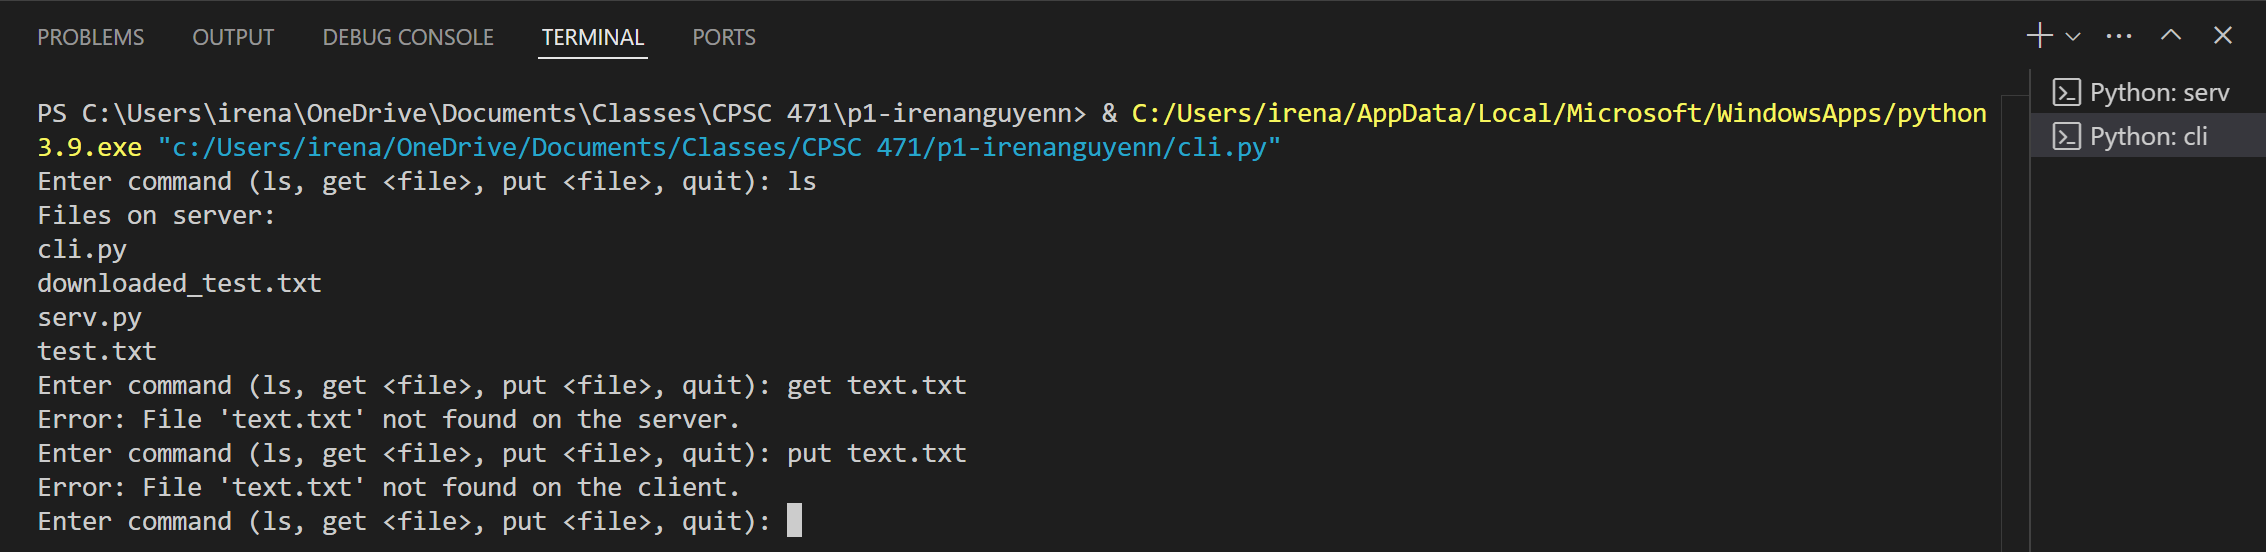 PROBLEMS OUTPUT DEBUG CONSOLE TERMINAL PORTS
PS C:\Users\irena\OneDrive\Documents\Classes\CPSC 471\p1-irenanguyenn> & C:/Users/irena/AppData/Local/Microsoft/WindowsApps/python
3.9.exe "c:/Users/irena/OneDrive/Documents/Classes/CPSC 471/p1-irenanguyenn/cli.py"
Enter command (ls, get <file>, put <file>, quit): ls
Files on server:
cli.py
downloaded_test.txt
serv.py
test.txt
Enter command (ls, get <file>, put <file>, quit): get text.txt
Error: File 'text.txt' not found on the server.
Enter command (ls, get <file>, put <file>, quit): put text.txt
Error: File 'text.txt' not found on the client.
Enter command (ls, get <file>, put <file>, quit):
Python: serv
Python: cli